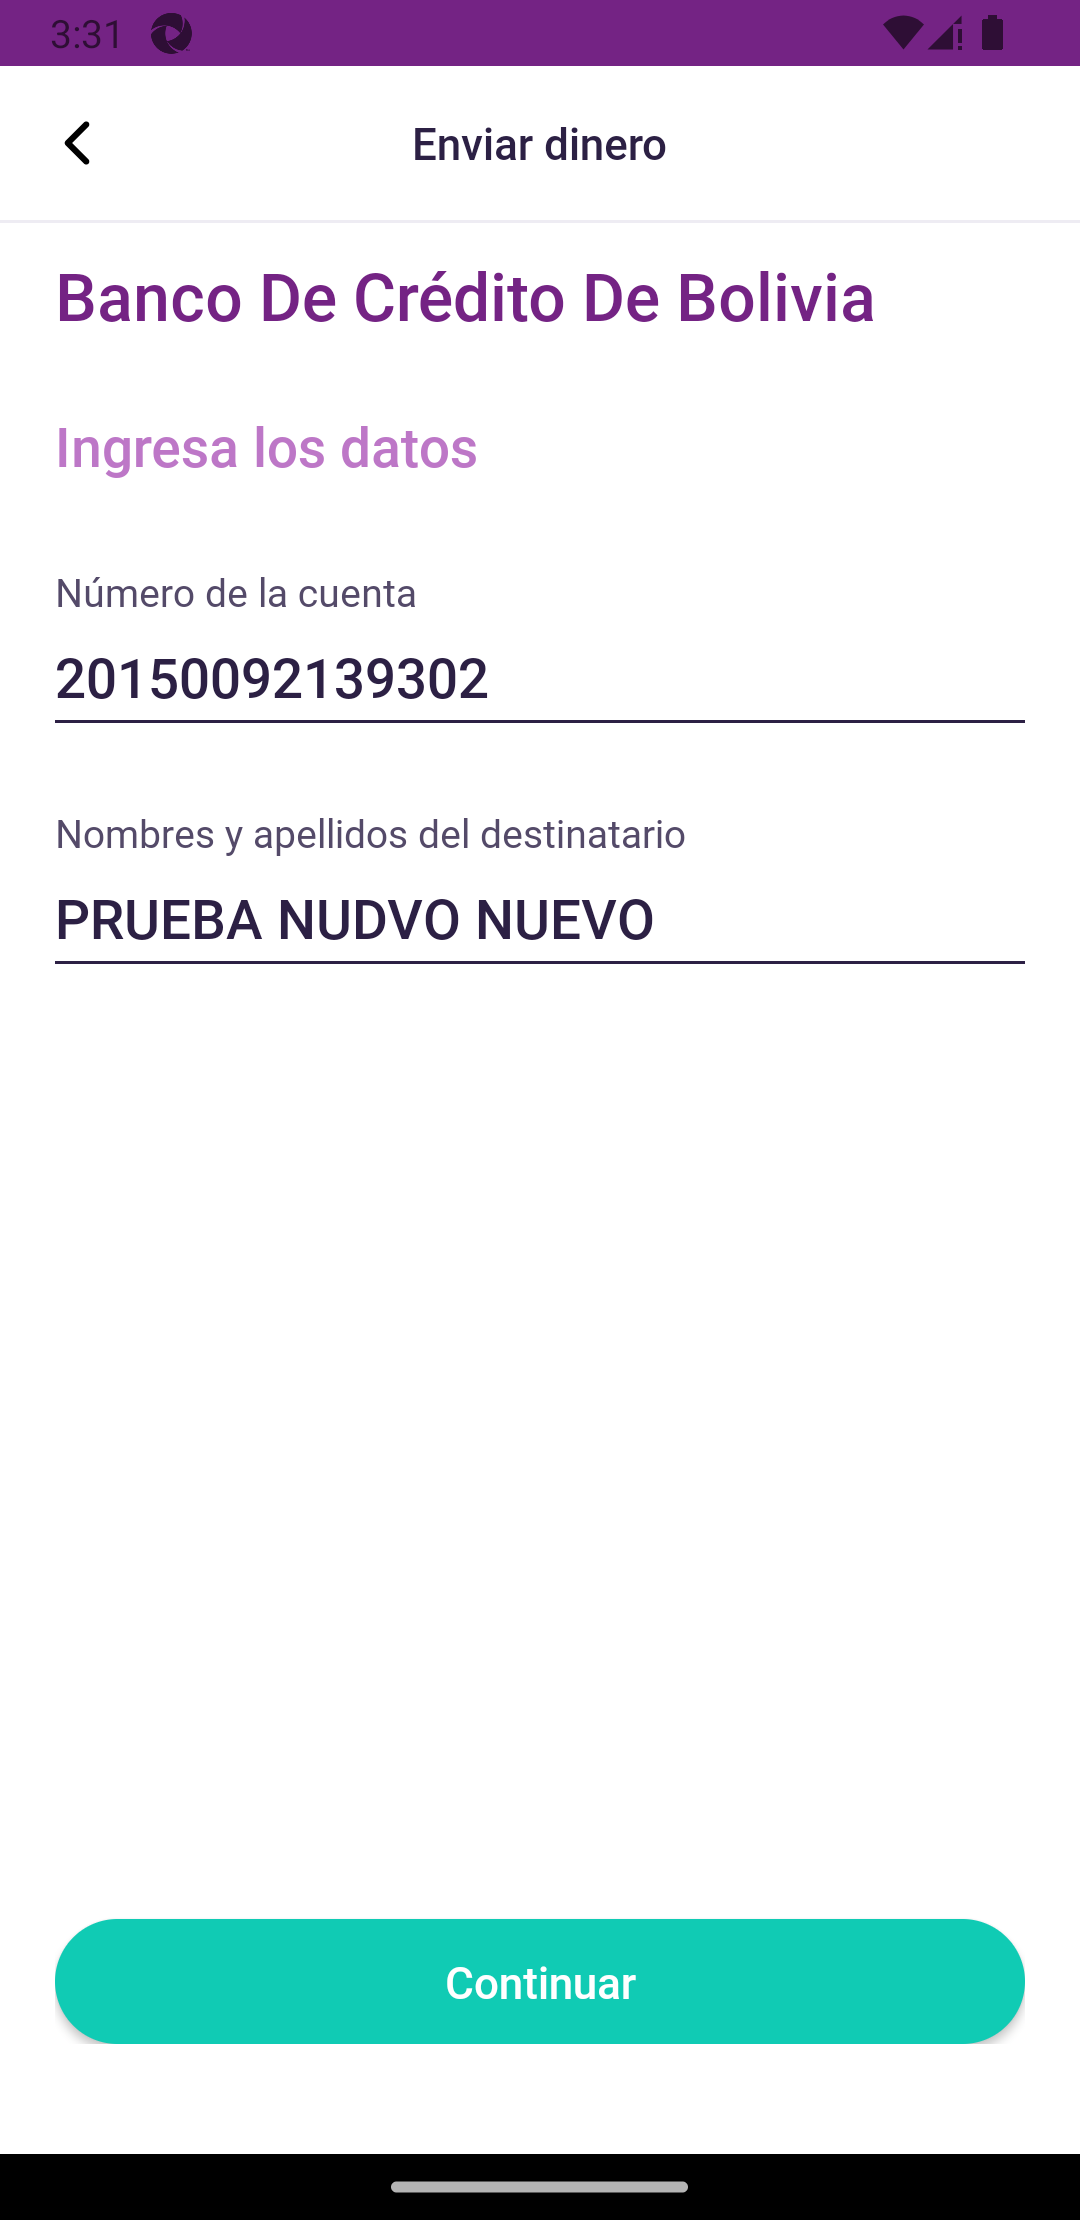 3:31
Enviar dinero
Banco De Crédito De Bolivia
Ingresa los datos
Número de la cuenta
20150092139302
Nombres y apellidos del destinatario
PRUEBA NUDVO NUEVO
Continuar